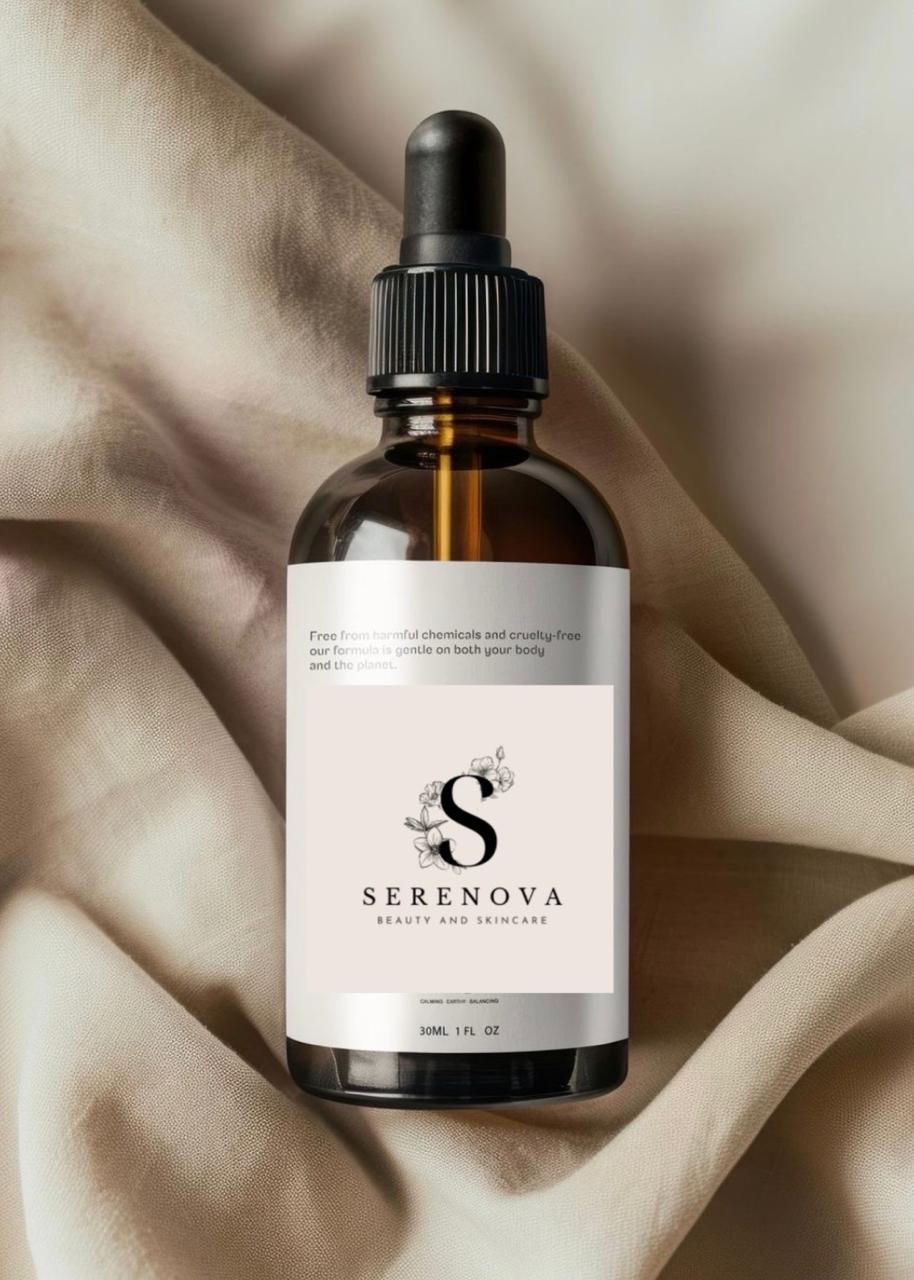 Free from harmful chemicals and cruelty-free
our formula is gentle on both your body
and the planet.
S
SERENOVA
BEAUTY AND SKINCARE
CALMING EARTHY BALANCING
30ML 1 FL OZ